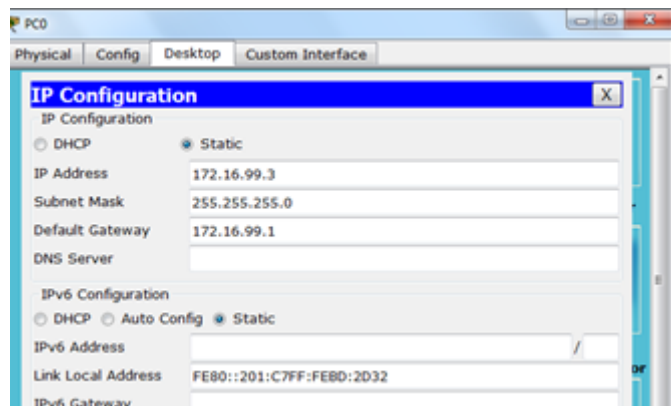 PC0
Physical Config Desktop Custom Interface
IP Configuration X
IP Configuration
DHCP Static
IP Address 172.16.99.3
Subnet Mask 255.255.255.0
Default Gateway 172.16.99.1
DNS Server
IPv6 Configuration
DHCP Auto Config Static
IPv6 Address /
Link Local Address FE80::201:C7FF:FEBD:2D32
IPv6 Gateway